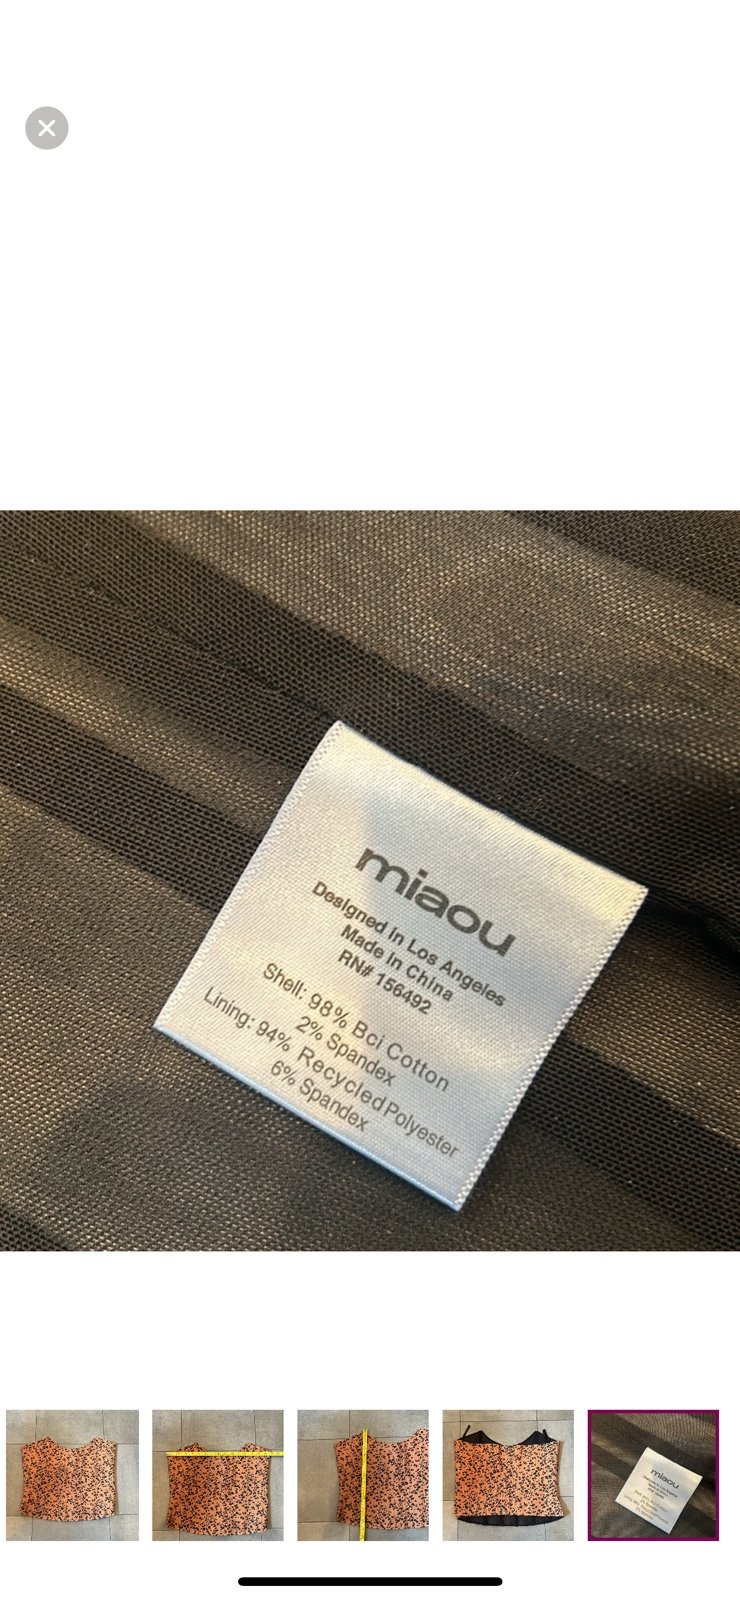 miaou
Designed in Los Angeles
Made in China
RN# 156492
Shell: 98% Bci Cotton
2% Spandex
Lining: 94% Recycled Polyester
6% Spandex
miaou